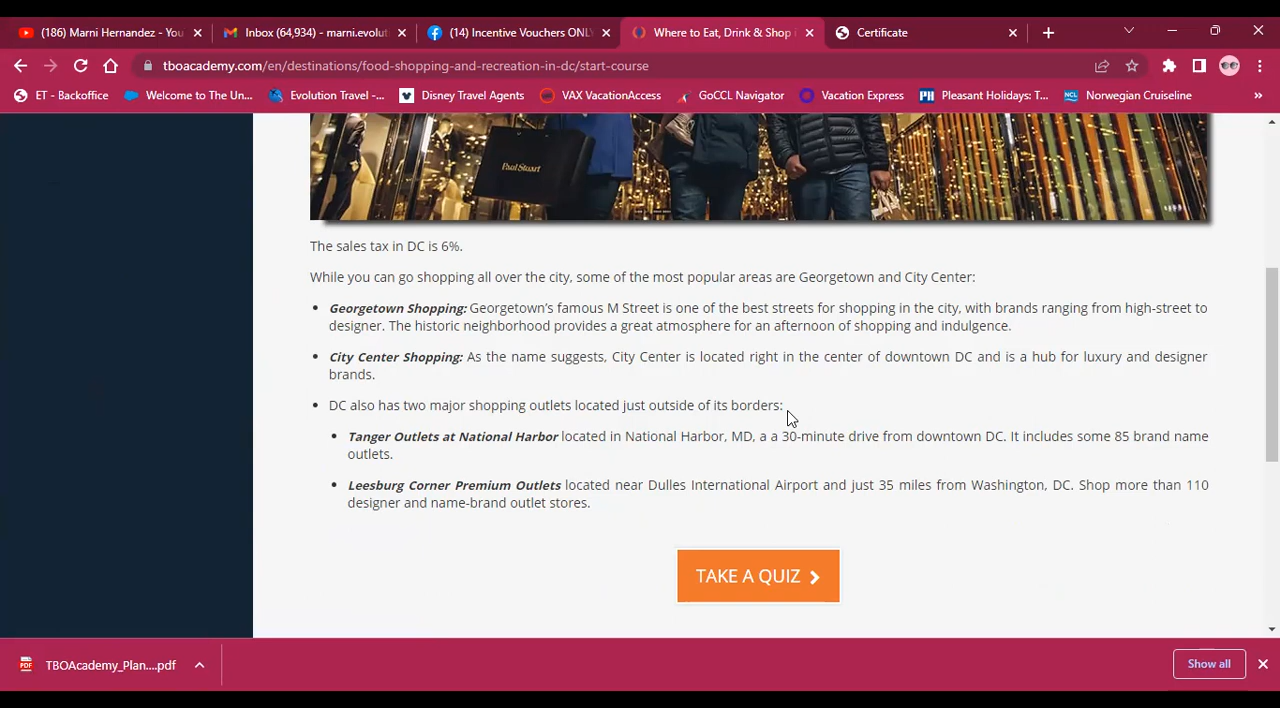 (186) Marni Hernandez - You
Inbox (64,934) - marni.evolut
(14) Incentive Vouchers ONL
Where to Eat, Drink & Shop i
Certificate
tboacademy.com/en/destinations/food-shopping-and-recreation-in-dc/start-course
ET - Backoffice
Welcome to The Un...
Evolution Travel -...
Disney Travel Agents
VAX VacationAccess
GoCCL Navigator
Vacation Express
Pleasant Holidays: T...
Norwegian Cruiseline
»
Paul Stuart
The sales tax in DC is 6%.
While you can go shopping all over the city, some of the most popular areas are Georgetown and City Center:
• Georgetown Shopping: Georgetown's famous M Street is one of the best streets for shopping in the city, with brands ranging from high-street to
designer. The historic neighborhood provides a great atmosphere for an afternoon of shopping and indulgence.
• City Center Shopping: As the name suggests, City Center is located right in the center of downtown DC and is a hub for luxury and designer
brands.
• DC also has two major shopping outlets located just outside of its borders:
• Tanger Outlets at National Harbor located in National Harbor, MD, a a 30-minute drive from downtown DC. It includes some 85 brand name
outlets.
• Leesburg Corner Premium Outlets located near Dulles International Airport and just 35 miles from Washington, DC. Shop more than 110
designer and name-brand outlet stores.
TAKE A QUIZ
TBOAcademy_Plan....pdf
Show all